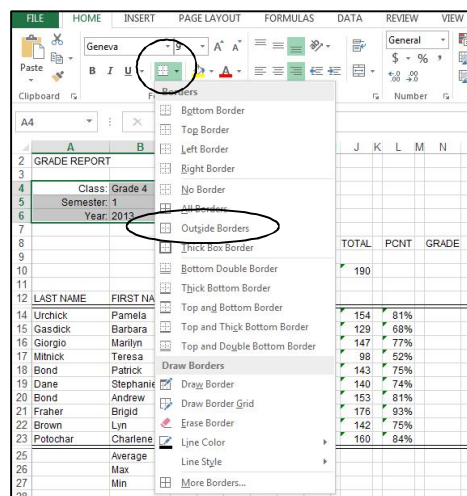 FILE HOME INSERT PAGE LAYOUT FORMULAS DATA REVIEW VIEW
Geneva 9 A A General
Paste B I U A $ % ,
Clipboard Number
A4
A B J K L M N
2 GRADE REPORT
3
4 Class: Grade 4
5 Semester: 1
6 Year: 2013
7
8 TOTAL PCNT GRADE
9
10 190
11
12 LAST NAME FIRST NA
14 Urchick Pamela 154 81%
15 Gasdick Barbara 129 68%
16 Giorgio Marilyn 147 77%
17 Mitnick Teresa 98 52%
18 Bond Patrick 143 75%
19 Dane Stephanie 140 74%
20 Bond Andrew 153 81%
21 Fraher Brigid 176 93%
22 Brown Lyn 142 75%
23 Potochar Charlene 160 84%
25 Average
26 Max
27 Min
28
Borders
Bottom Border
Top Border
Left Border
Right Border
No Border
All Borders
Outside Borders
Thick Box Border
Bottom Double Border
Thick Bottom Border
Top and Bottom Border
Top and Thick Bottom Border
Top and Double Bottom Border
Draw Borders
Draw Border
Draw Border Grid
Erase Border
Line Color
Line Style
More Borders...